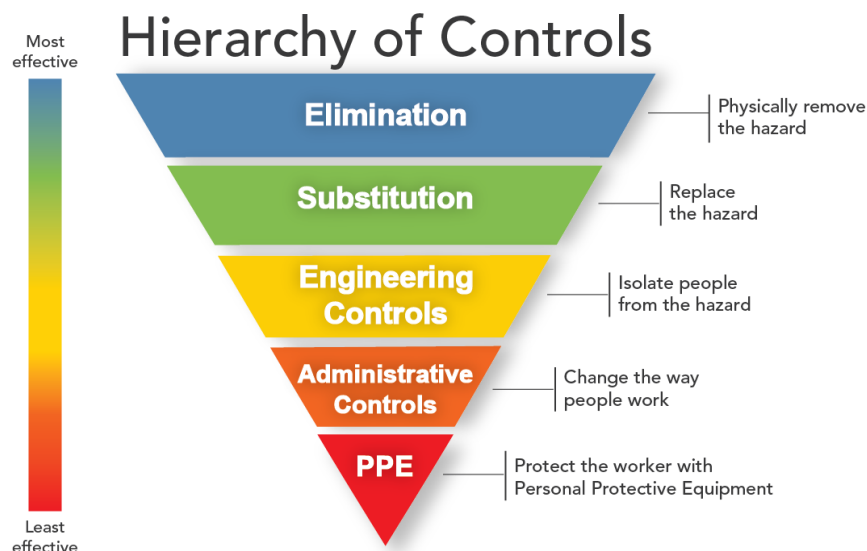 Hierarchy of Controls
Most
effective
Elimination
Physically remove
the hazard
Substitution
Replace
the hazard
Engineering
Controls
Isolate people
from the hazard
Administrative
Controls
Change the way
people work
PPE
Protect the worker with
Personal Protective Equipment
Least
effective